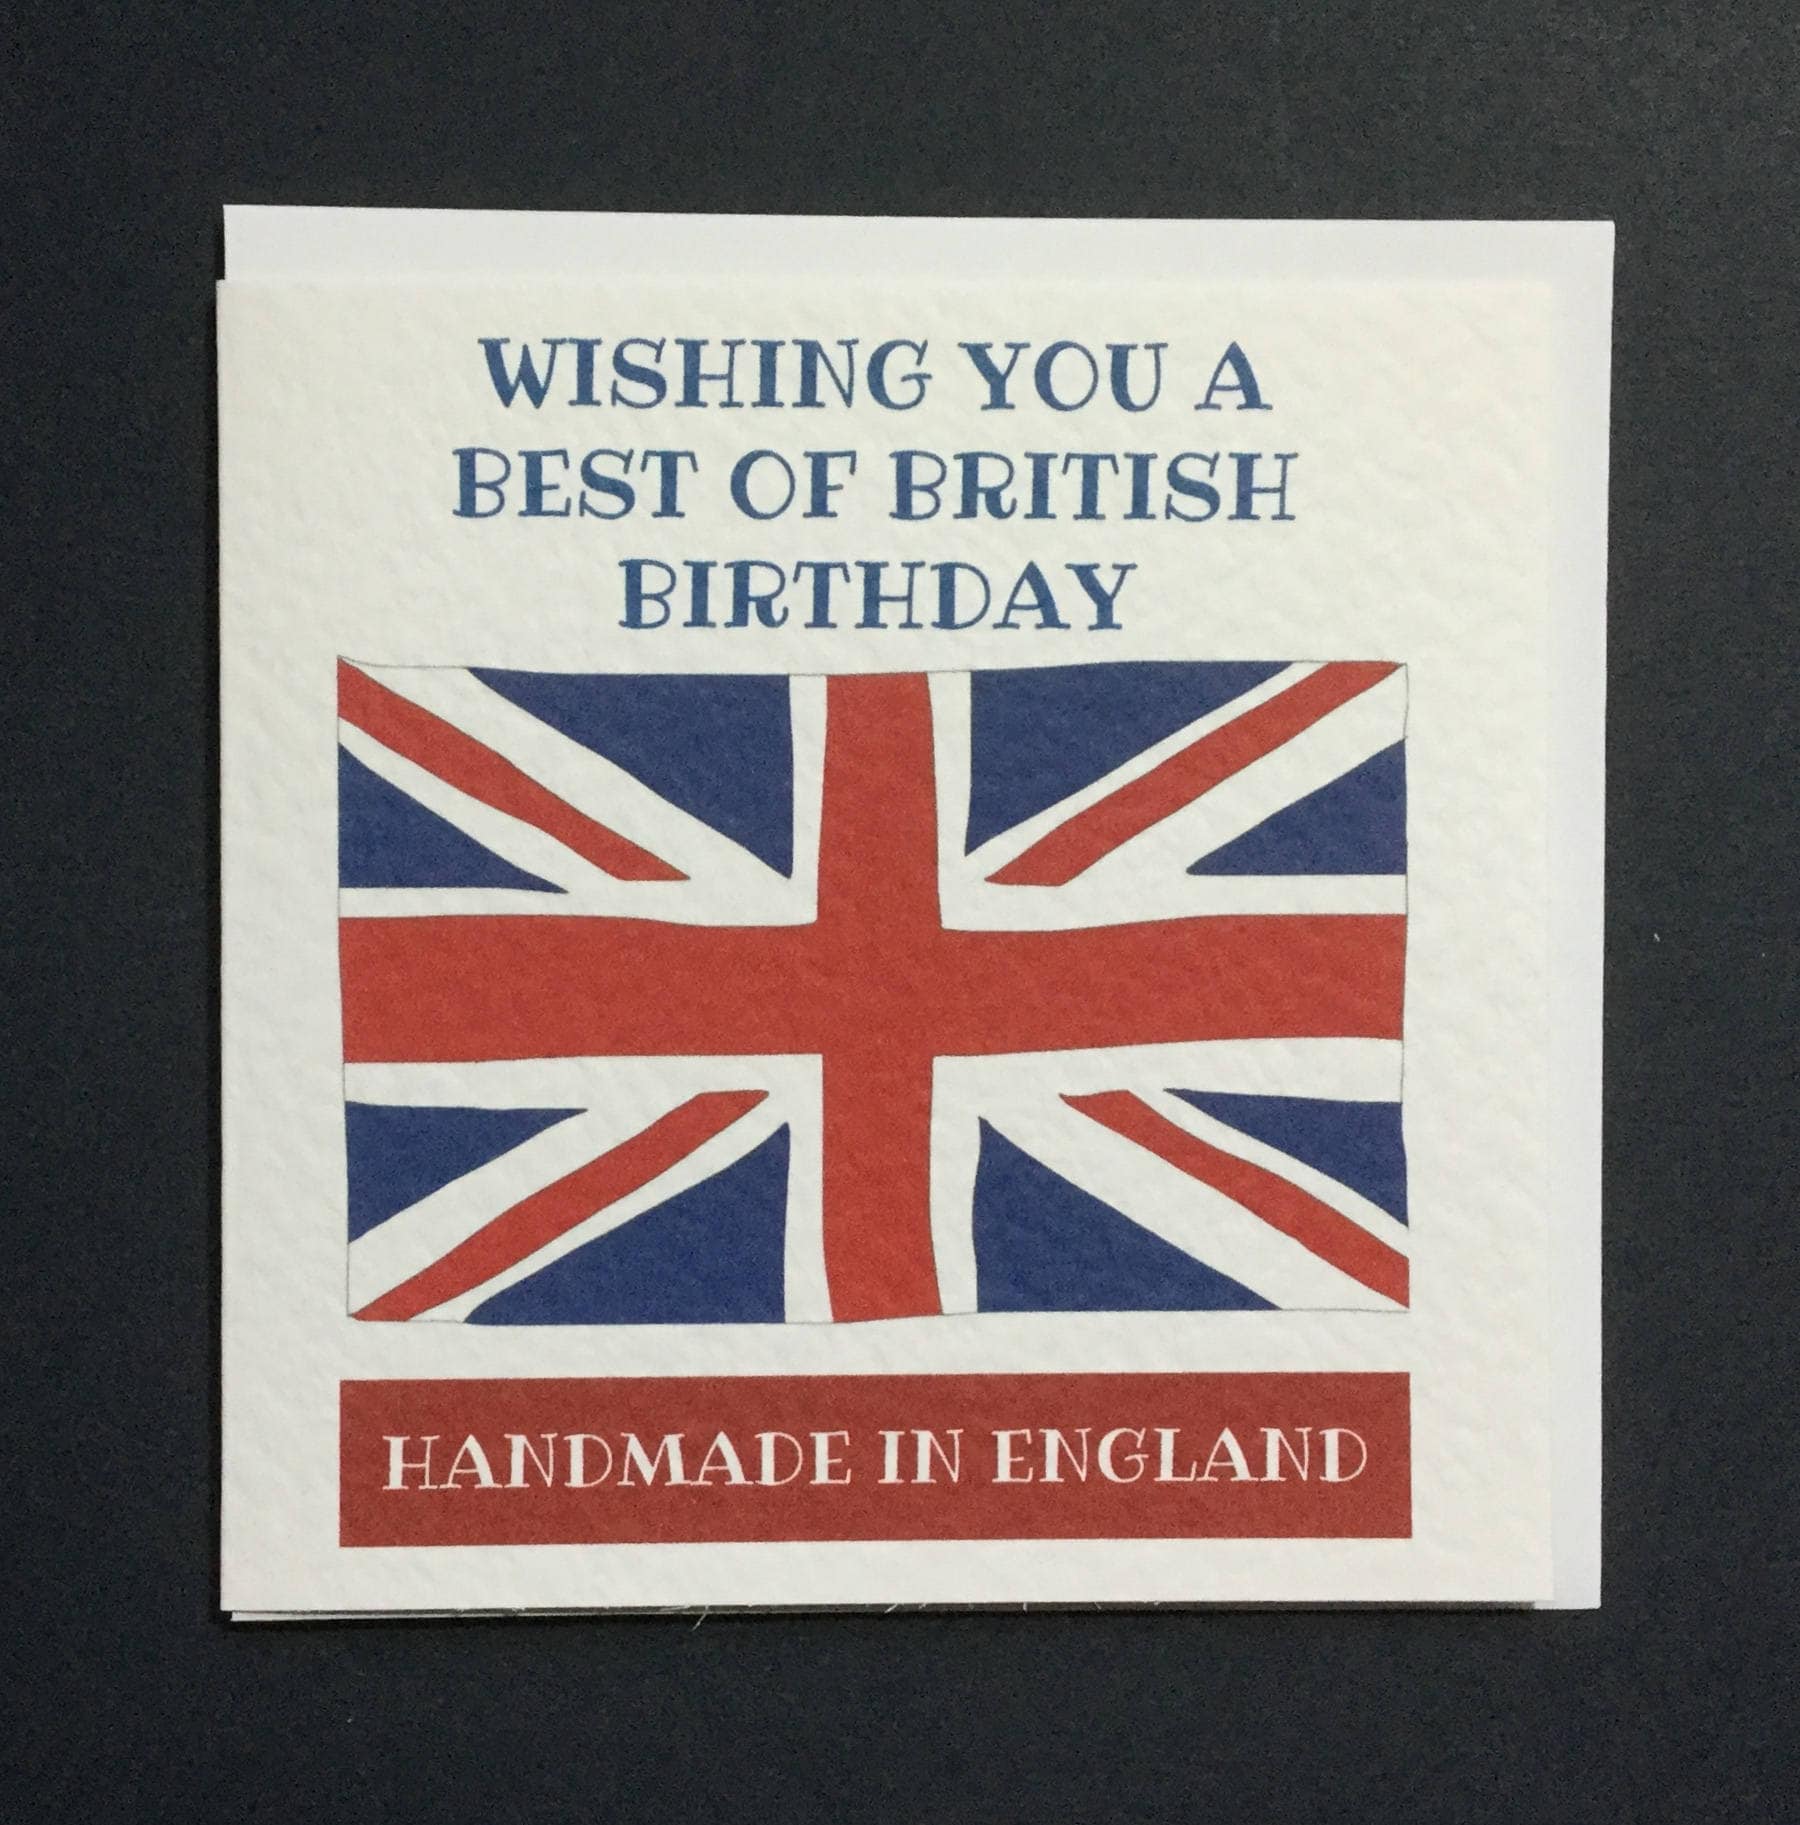 WISHING YOU A
BEST OF BRITISH
BIRTHDAY
HANDMADE IN ENGLAND